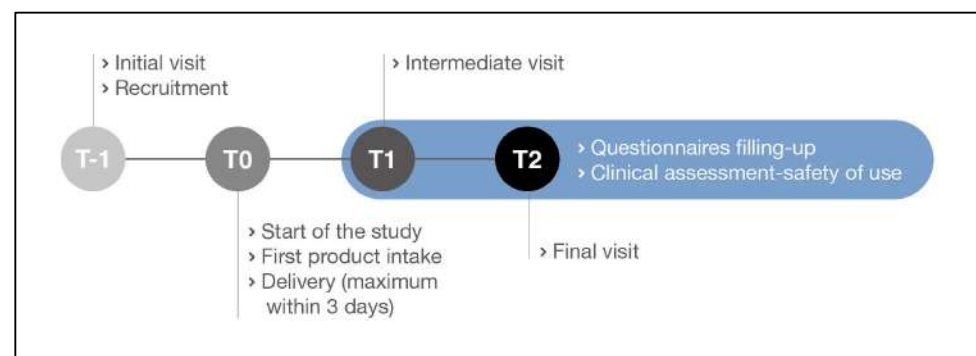 › Initial visit
› Recruitment
› Intermediate visit
T-1
T0
T1
T2
› Questionnaires filling-up
› Clinical assessment-safety of use
› Start of the study
› First product intake
› Delivery (maximum
within 3 days)
› Final visit